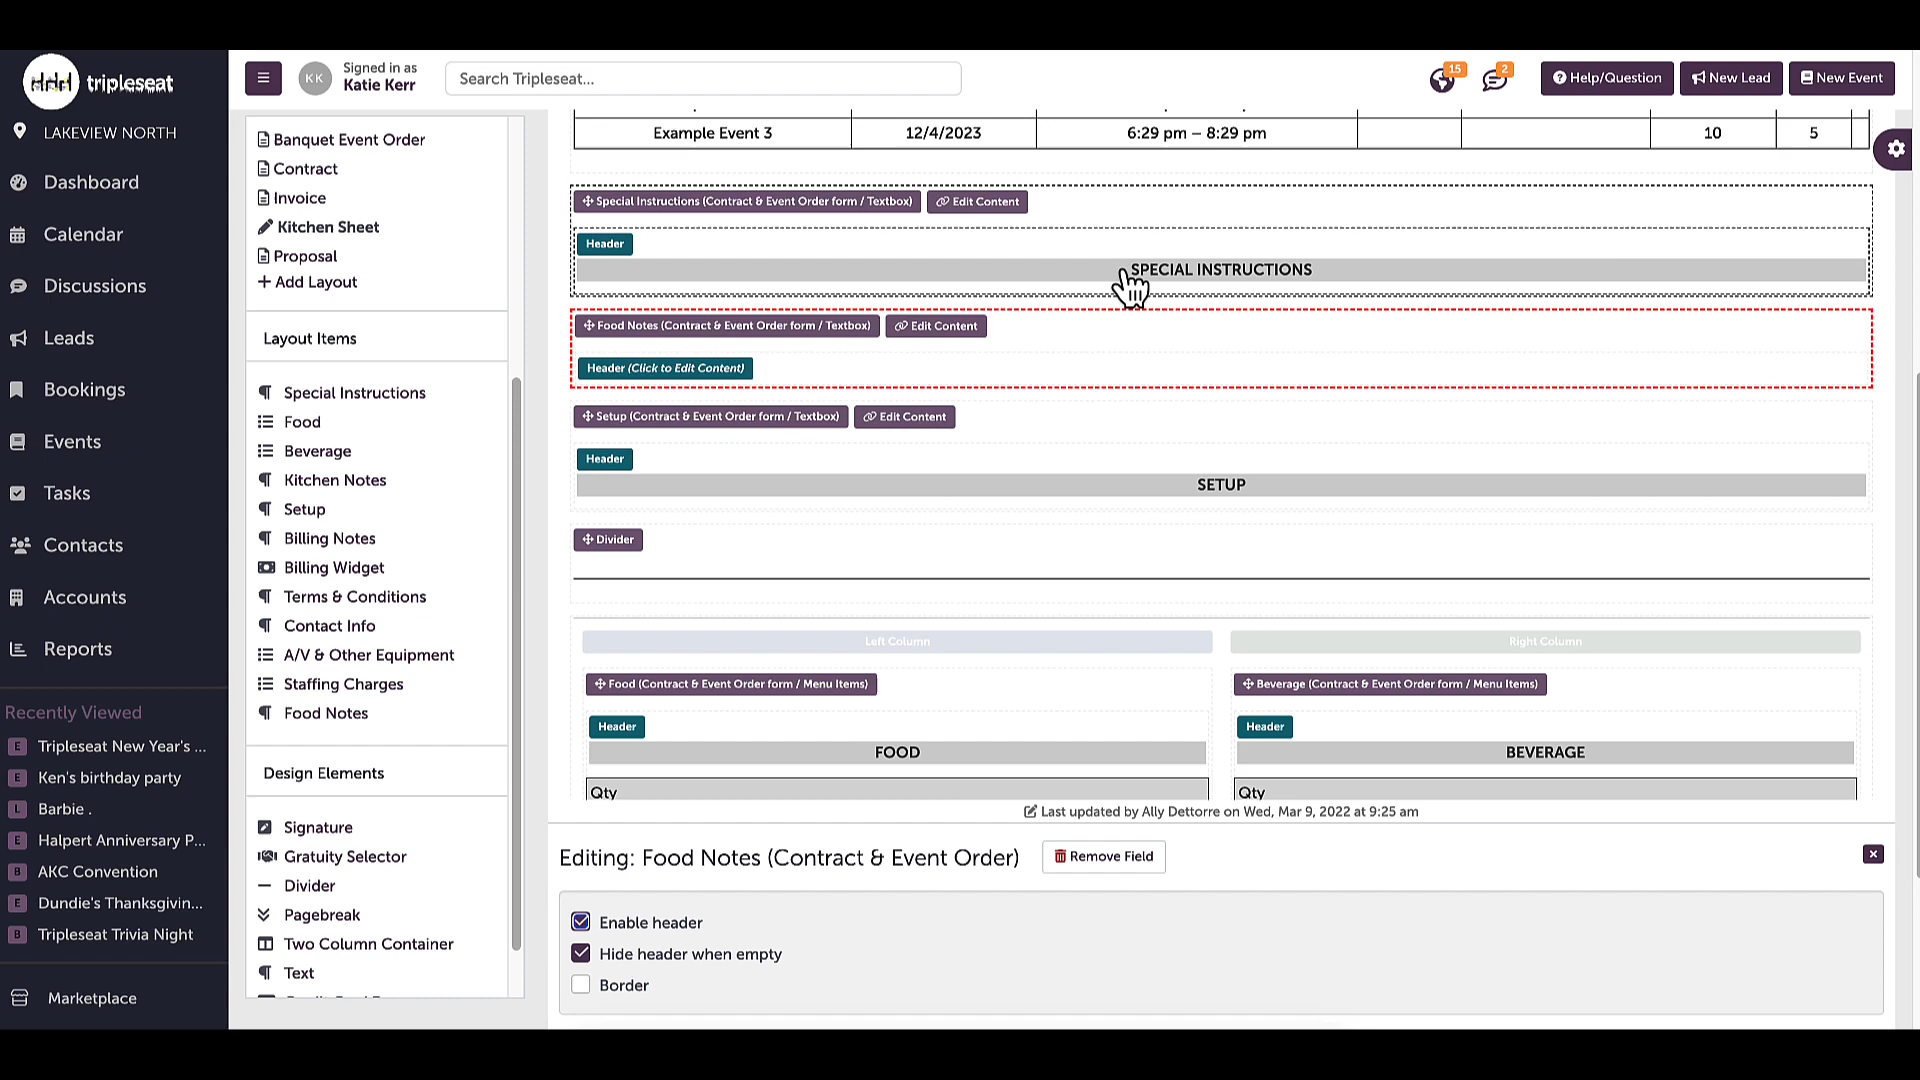 tripleseat
LAKEVIEW NORTH
Dashboard
Calendar
Discussions
Leads
Bookings
Events
Tasks
Contacts
Accounts
Reports
Recently Viewed
E Tripleseat New Year's ...
E Ken's birthday party
L Barbie .
E Halpert Anniversary P...
B AKC Convention
E Dundie's Thanksgivin...
B Tripleseat Trivia Night
Marketplace
KK
Signed in as
Katie Kerr
Search Tripleseat...
15
2
Help/Question
New Lead
New Event
Banquet Event Order
Contract
Invoice
Kitchen Sheet
Proposal
+ Add Layout
Layout Items
Special Instructions
Food
Beverage
Kitchen Notes
Setup
Billing Notes
Billing Widget
Terms & Conditions
Contact Info
A/V & Other Equipment
Staffing Charges
Food Notes
Design Elements
Signature
Gratuity Selector
Divider
Pagebreak
Two Column Container
Text
Example Event 3 12/4/2023 6:29 pm – 8:29 pm 10 5
Special Instructions (Contract & Event Order form / Textbox) Edit Content
Header
SPECIAL INSTRUCTIONS
Food Notes (Contract & Event Order form / Textbox) Edit Content
Header (Click to Edit Content)
Setup (Contract & Event Order form / Textbox) Edit Content
Header
SETUP
Divider
Left Column Right Column
Food (Contract & Event Order form / Menu Items) Beverage (Contract & Event Order form / Menu Items)
Header Header
FOOD BEVERAGE
Qty Qty
Last updated by Ally Dettorre on Wed, Mar 9, 2022 at 9:25 am
Editing: Food Notes (Contract & Event Order) Remove Field
Enable header
Hide header when empty
Border